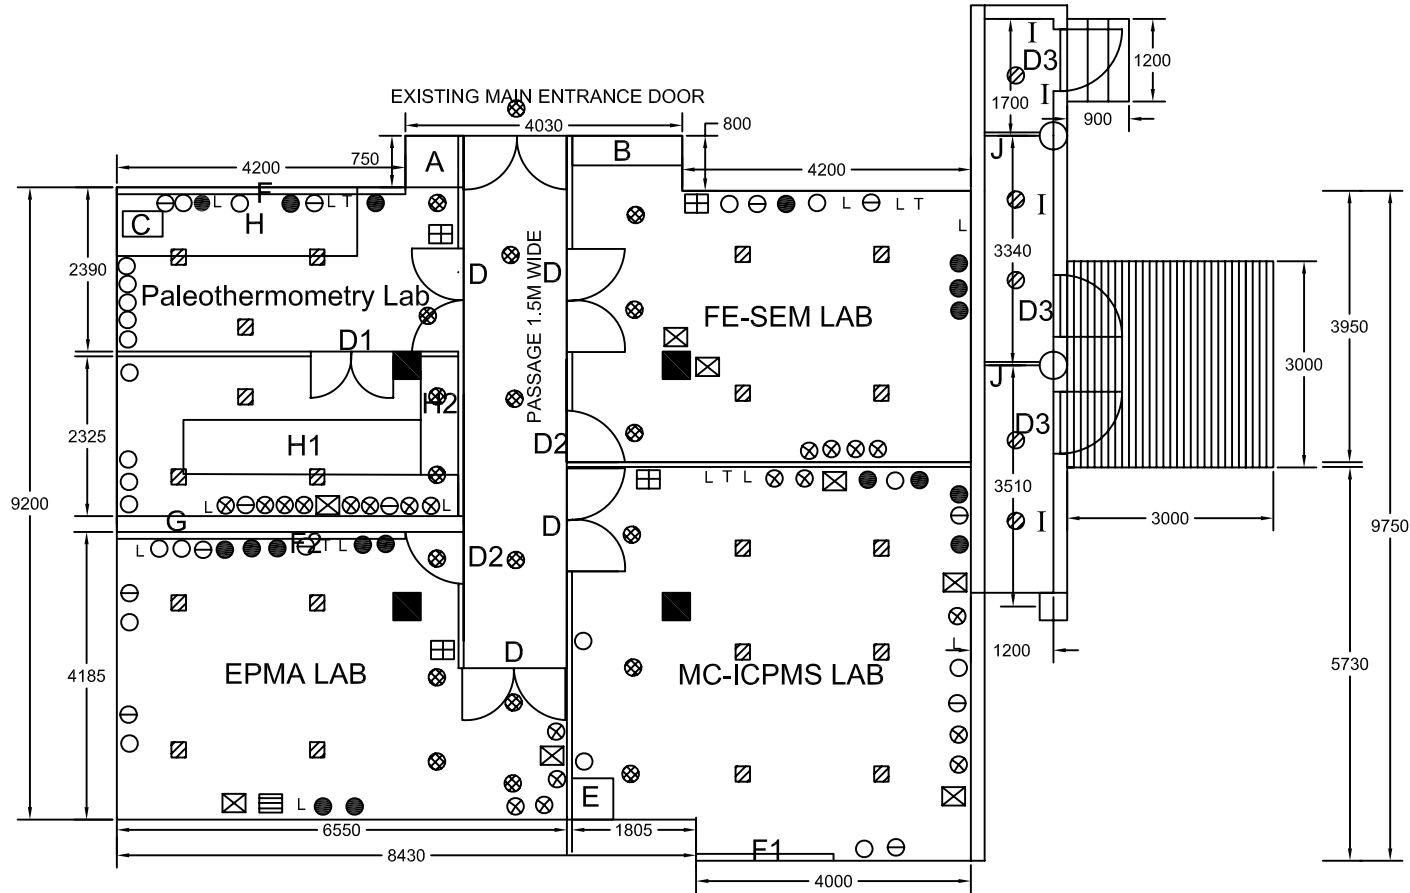 I
D3
1200
EXISTING MAIN ENTRANCE DOOR
I
1700
900
4030
800
J
4200
750
A
B
4200
F
L
L T
L
L T
C
H
L
I
2390
D
PASSAGE 1.5M WIDE
D
3340
Paleothermometry Lab
FE-SEM LAB
D3
3950
D1
3000
J
H2
2325
H1
D2
D3
L T L
3510
9200
L
L
G
I
3000
9750
D
L
F2
T L
D2
L
1200
D
5730
4185
EPMA LAB
MC-ICPMS LAB
L
E
6550
1805
8430
F1
4000